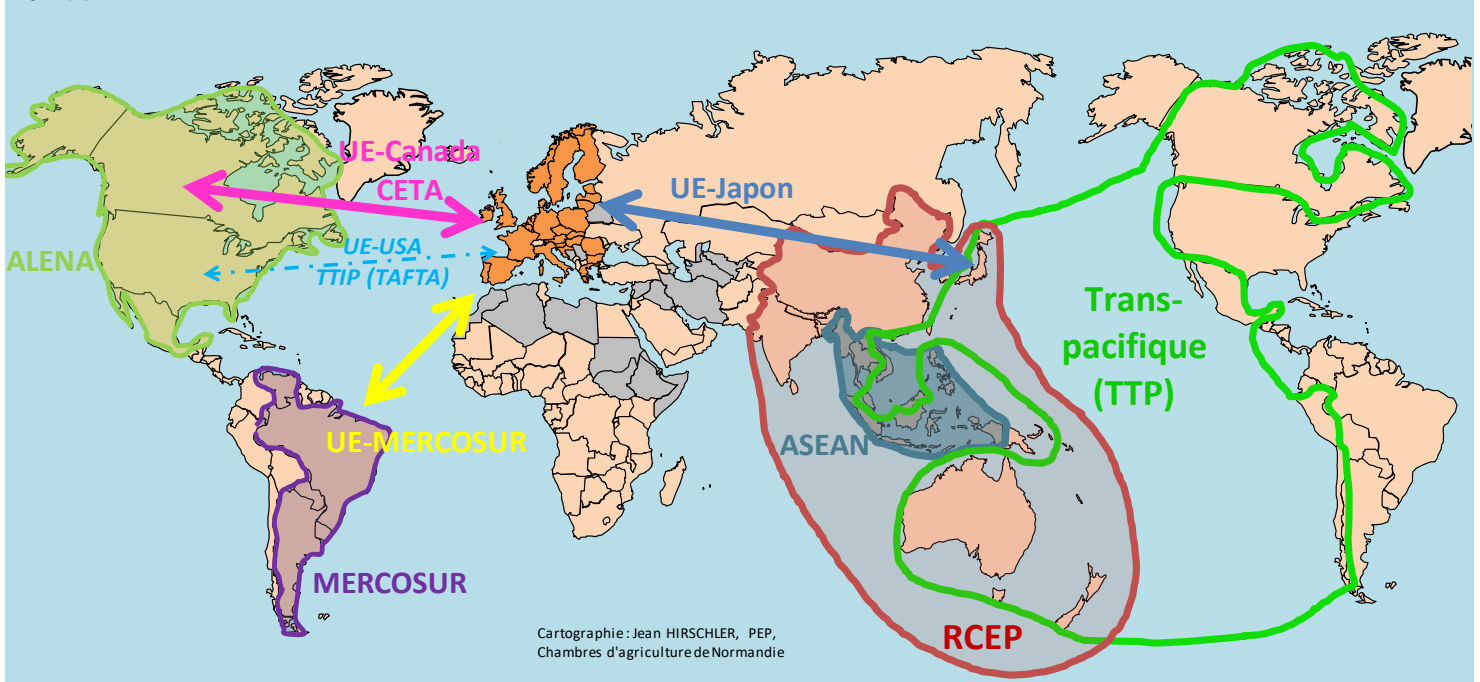 UE-Canada
CETA
UE-Japon
ALENA
UE-USA
TTIP (TAFTA)
Trans-
pacifique
(TTP)
UE-MERCOSUR
ASEAN
MERCOSUR
RCEP
Cartographie : Jean HIRSCHLER, PEP,
Chambres d'agriculture de Normandie